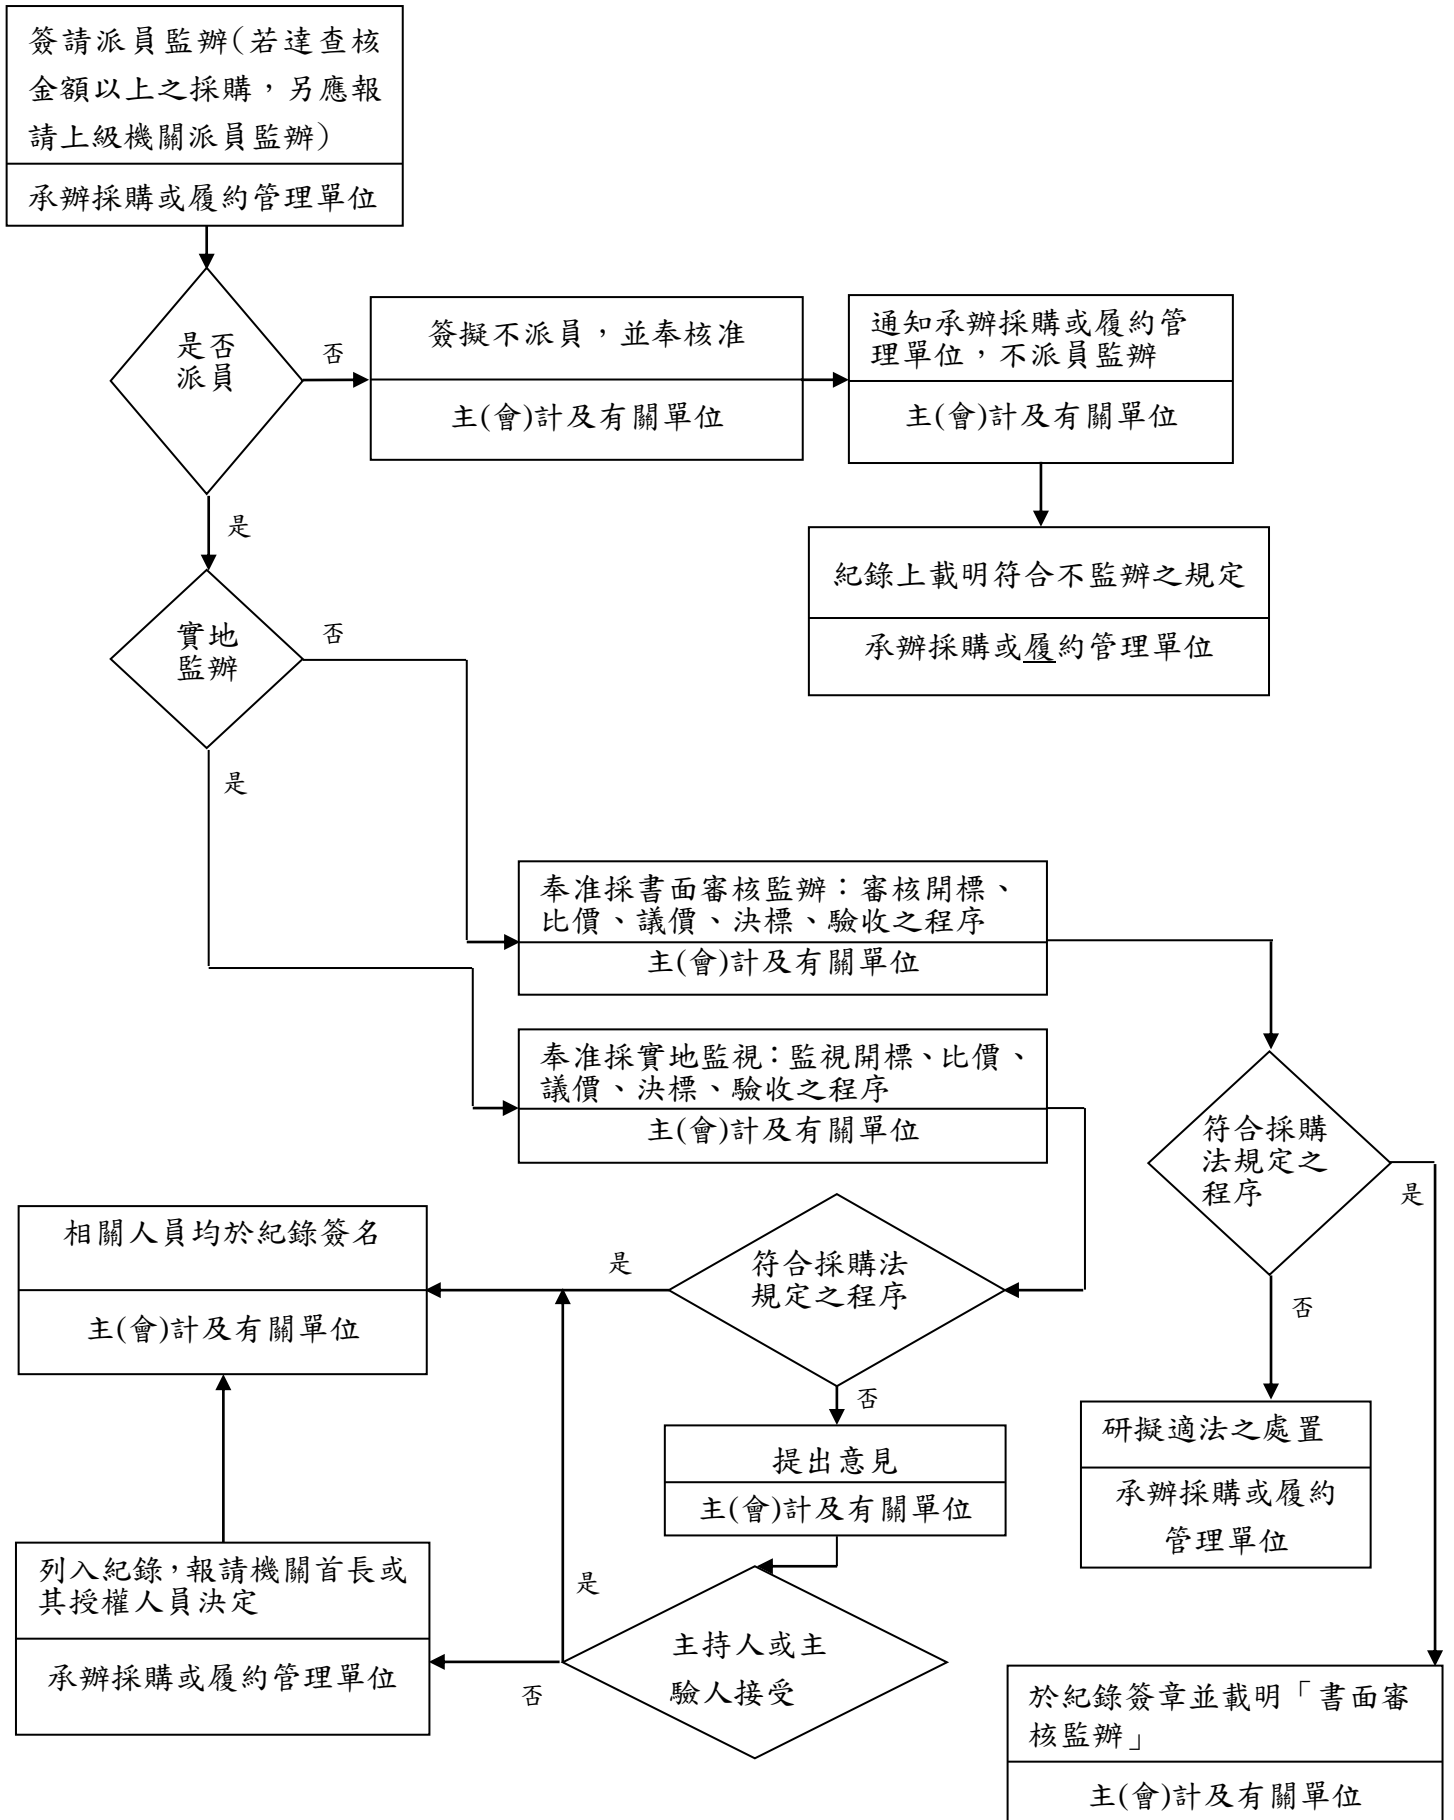 簽請派員監辦(若達查核
金額以上之採購，另應報
請上級機關派員監辦)
承辦採購或履約管理單位
是否
派員
否
簽擬不派員，並奉核准
主(會)計及有關單位
通知承辦採購或履約管
理單位，不派員監辦
主(會)計及有關單位
是
紀錄上載明符合不監辦之規定
承辦採購或履約管理單位
實地
監辦
否
是
奉准採書面審核監辦：審核開標、
比價、議價、決標、驗收之程序
主(會)計及有關單位
奉准採實地監視：監視開標、比價、
議價、決標、驗收之程序
主(會)計及有關單位
符合採購
法規定之
程序
是
否
相關人員均於紀錄簽名
主(會)計及有關單位
是
符合採購法
規定之程序
否
提出意見
主(會)計及有關單位
研擬適法之處置
承辦採購或履約
管理單位
列入紀錄，報請機關首長或
其授權人員決定
承辦採購或履約管理單位
是
否
主持人或主
驗人接受
於紀錄簽章並載明「書面審
核監辦」
主(會)計及有關單位